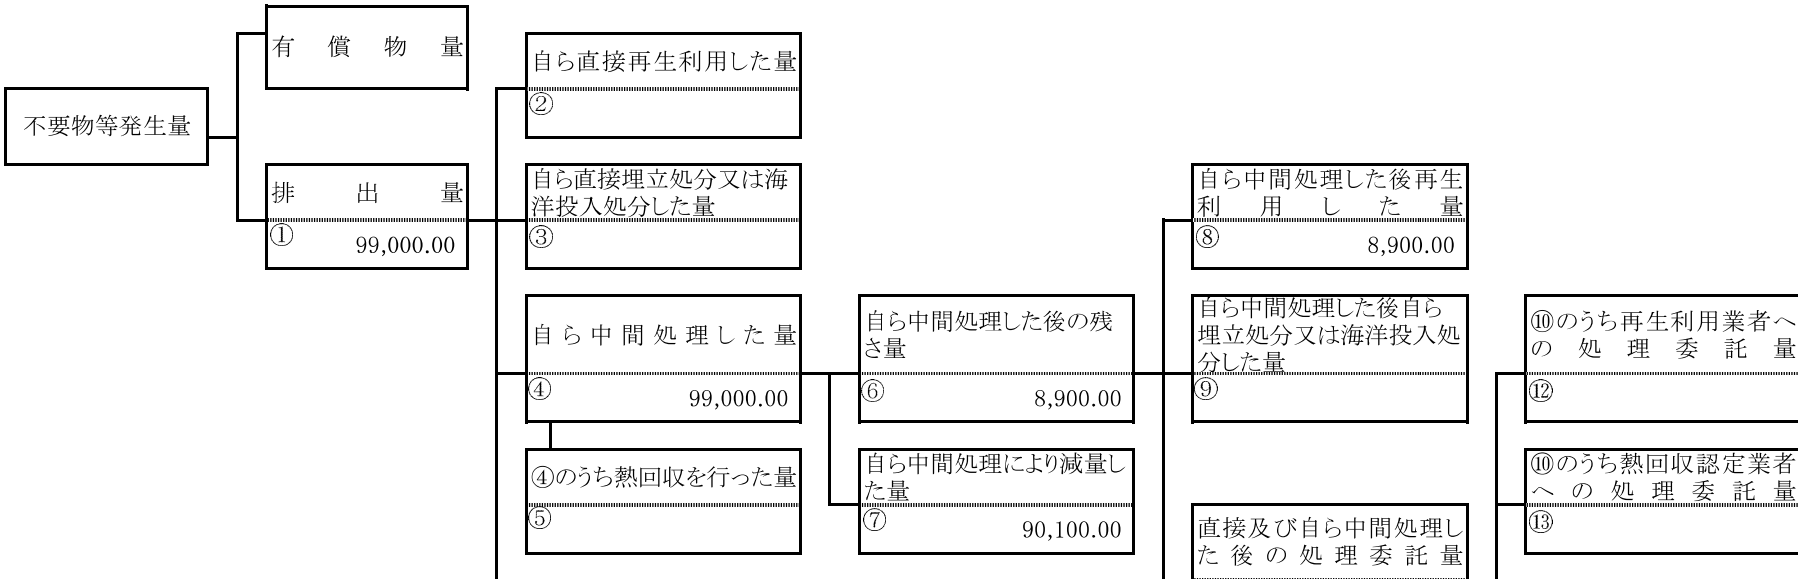 不要物等発生量
有償物量
排出量
①
99,000.00
自ら直接再生利用した量
②
自ら直接埋立処分又は海
洋投入処分した量
③
自ら中間処理した量
④
99,000.00
④のうち熱回収を行った量
⑤
自ら中間処理した後の残
さ量
⑥
8,900.00
自ら中間処理により減量し
た量
⑦
90,100.00
自ら中間処理した後再生
利用した量
⑧
8,900.00
自ら中間処理した後自ら
埋立処分又は海洋投入処
分した量
⑨
直接及び自ら中間処理し
た後の処理委託量
⑩のうち再生利用業者へ
の処理委託量
⑫
⑩のうち熱回収認定業者
への処理委託量
⑬